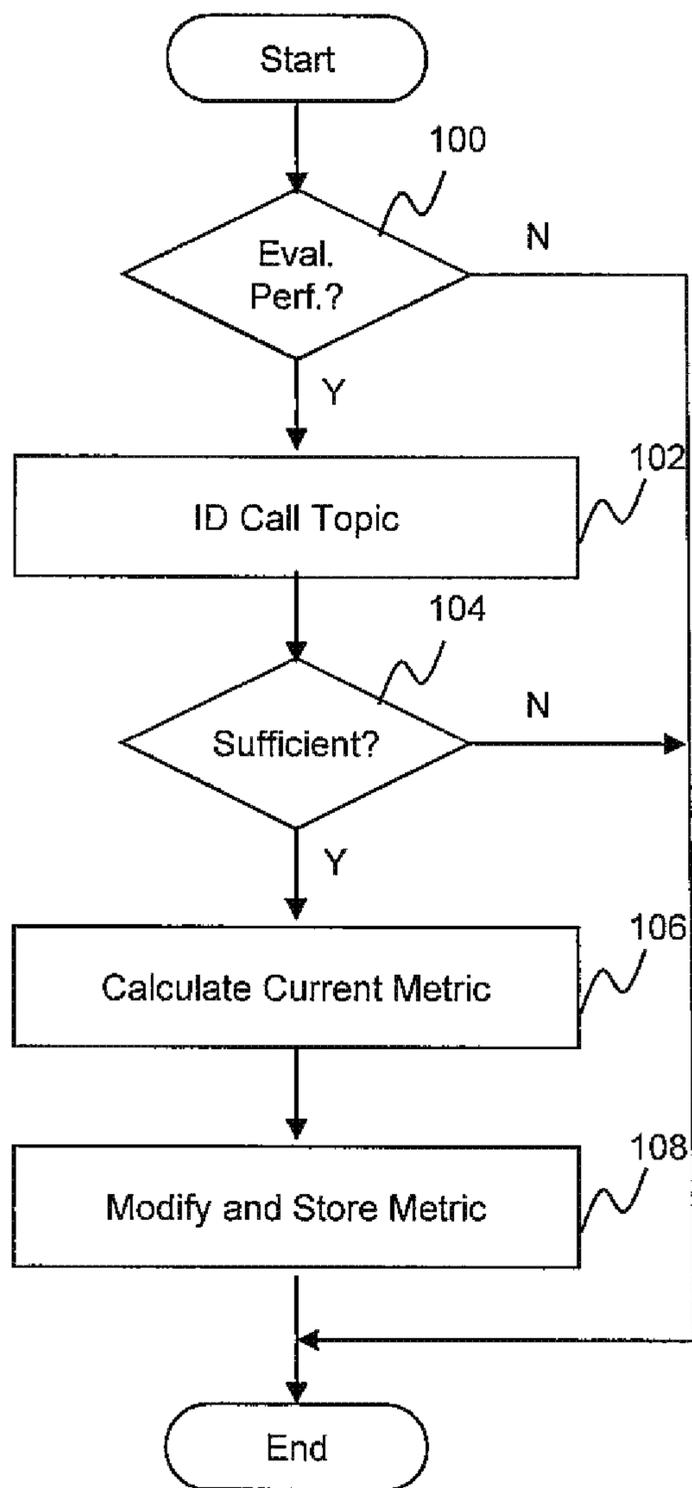 Start
100
Eval.
Perf.?
N
Y
102
ID Call Topic
104
Sufficient?
N
Y
106
Calculate Current Metric
108
Modify and Store Metric
End